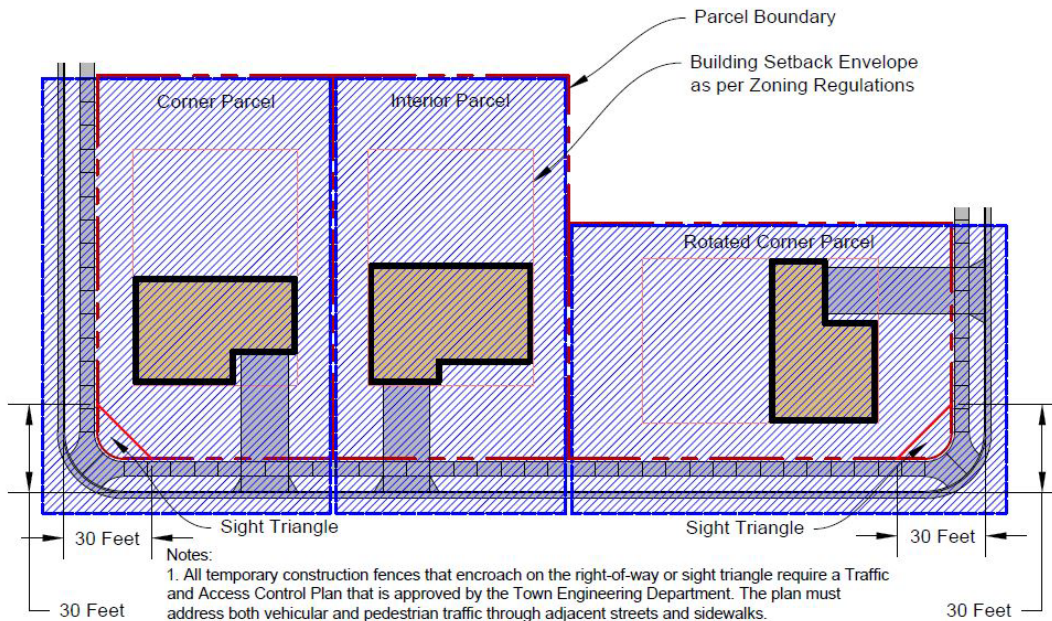 Parcel Boundary
Building Setback Envelope
as per Zoning Regulations
Corner Parcel
Interior Parcel
Rotated Corner Parcel
Sight Triangle
Sight Triangle
30 Feet
30 Feet
Notes:
1. All temporary construction fences that encroach on the right-of-way or sight triangle require a Traffic
and Access Control Plan that is approved by the Town Engineering Department. The plan must
address both vehicular and pedestrian traffic through adjacent streets and sidewalks.
30 Feet
30 Feet